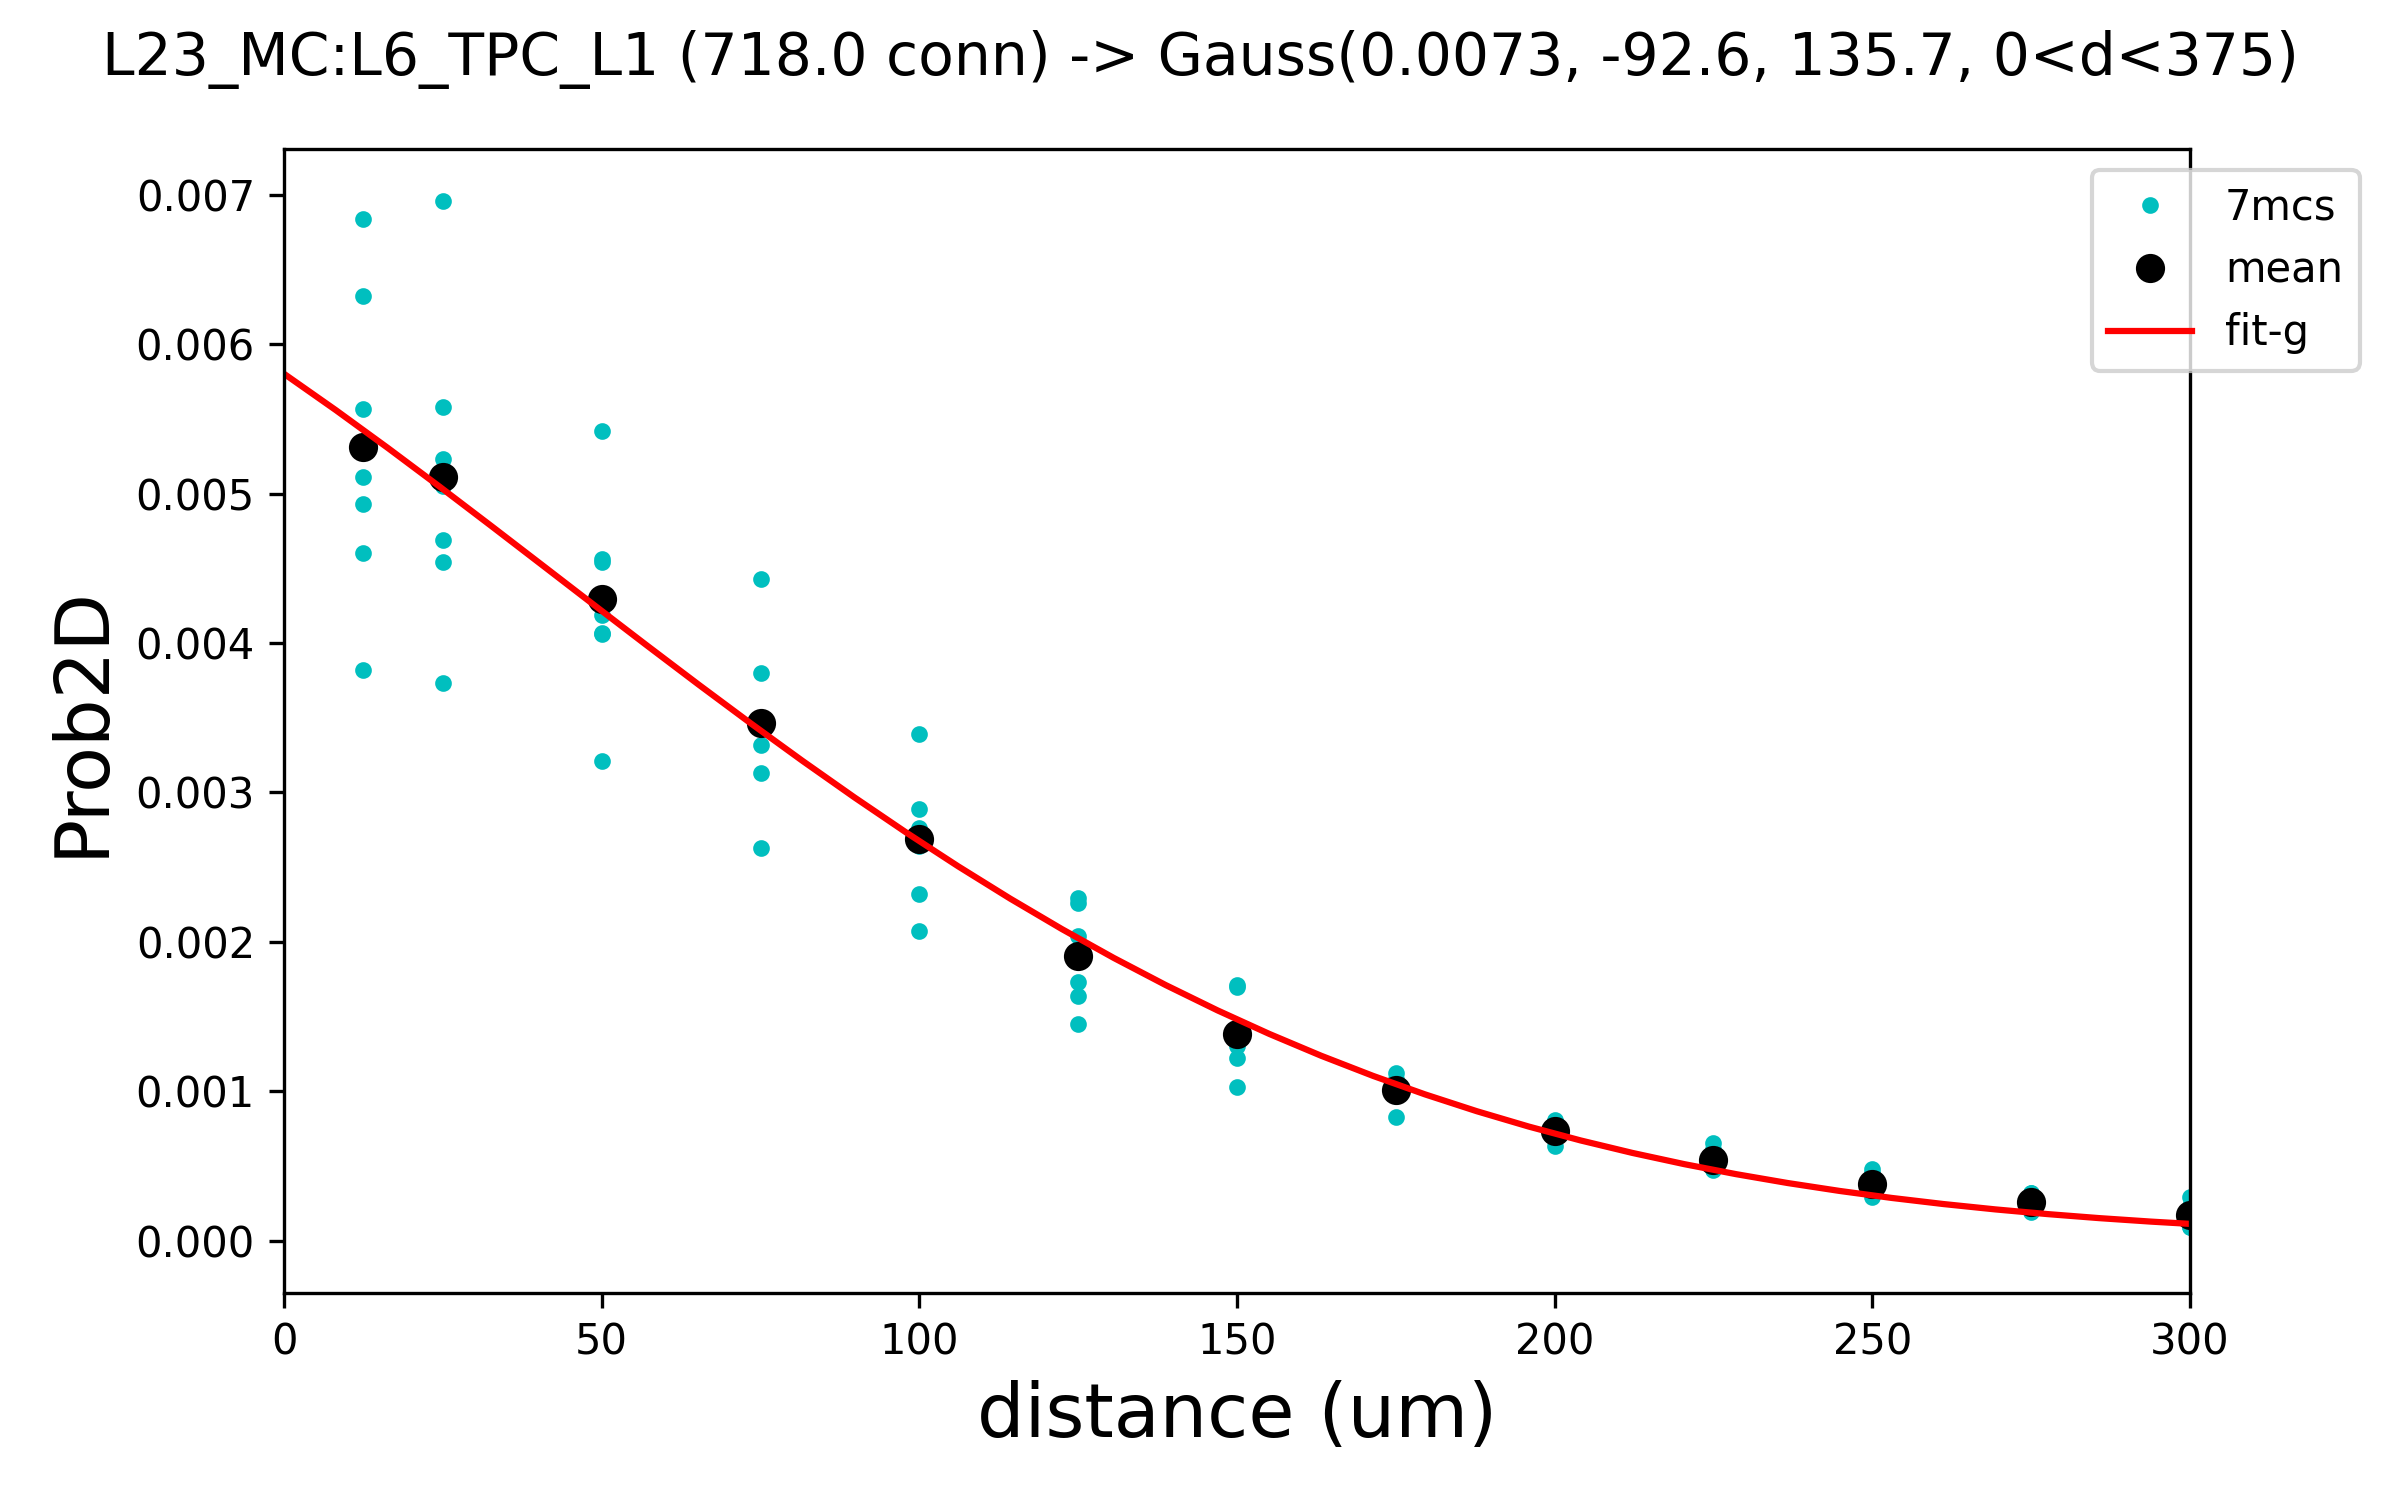 L23_MC:L6_TPC_L1 (718.0 conn) -> Gauss(0.0073, -92.6, 135.7, 0<d<375)
7mcs
mean
fit-g
Prob2D
0.007
0.006
0.005
0.004
0.003
0.002
0.001
0.000
0 50 100 150 200 250 300
distance (um)